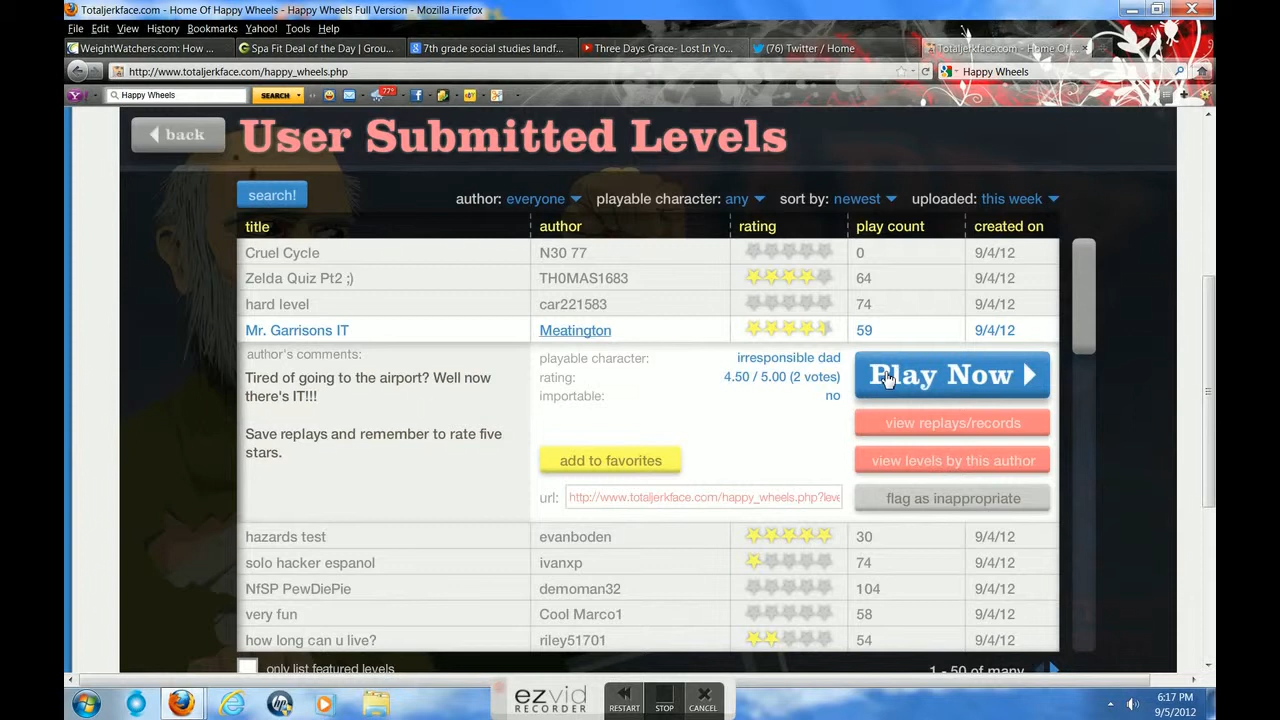 Totaljerkface.com - Home Of Happy Wheels - Happy Wheels Full Version - Mozilla Firefox
File Edit View History Bookmarks Yahoo! Tools Help
WeightWatchers.com: How ... Spa Fit Deal of the Day | Grou... 7th grade social studies landf... Three Days Grace- Lost In Yo... (76) Twitter / Home Totaljerkface.com - Home Of ...
http://www.totaljerkface.com/happy_wheels.php Happy Wheels
Happy Wheels SEARCH
back User Submitted Levels
search! author: everyone playable character: any sort by: newest uploaded: this week
title author rating play count created on
Cruel Cycle N30 77 0 9/4/12
Zelda Quiz Pt2 ;) TH0MAS1683 64 9/4/12
hard level car221583 74 9/4/12
Mr. Garrisons IT Meatington 59 9/4/12
author's comments: playable character: irresponsible dad
Tired of going to the airport? Well now rating: 4.50 / 5.00 (2 votes) Play Now
there's IT!!! importable: no
view replays/records
Save replays and remember to rate five
stars. add to favorites view levels by this author
url: http://www.totaljerkface.com/happy_wheels.php?leve flag as inappropriate
hazards test evanboden 30 9/4/12
solo hacker espanol ivanxp 74 9/4/12
NfSP PewDiePie demoman32 104 9/4/12
very fun Cool Marco1 58 9/4/12
how long can u live? riley51701 54 9/4/12
only list featured levels 1 - 50 of many
ezvid
RECORDER RESTART STOP CANCEL
6:17 PM
9/5/2012